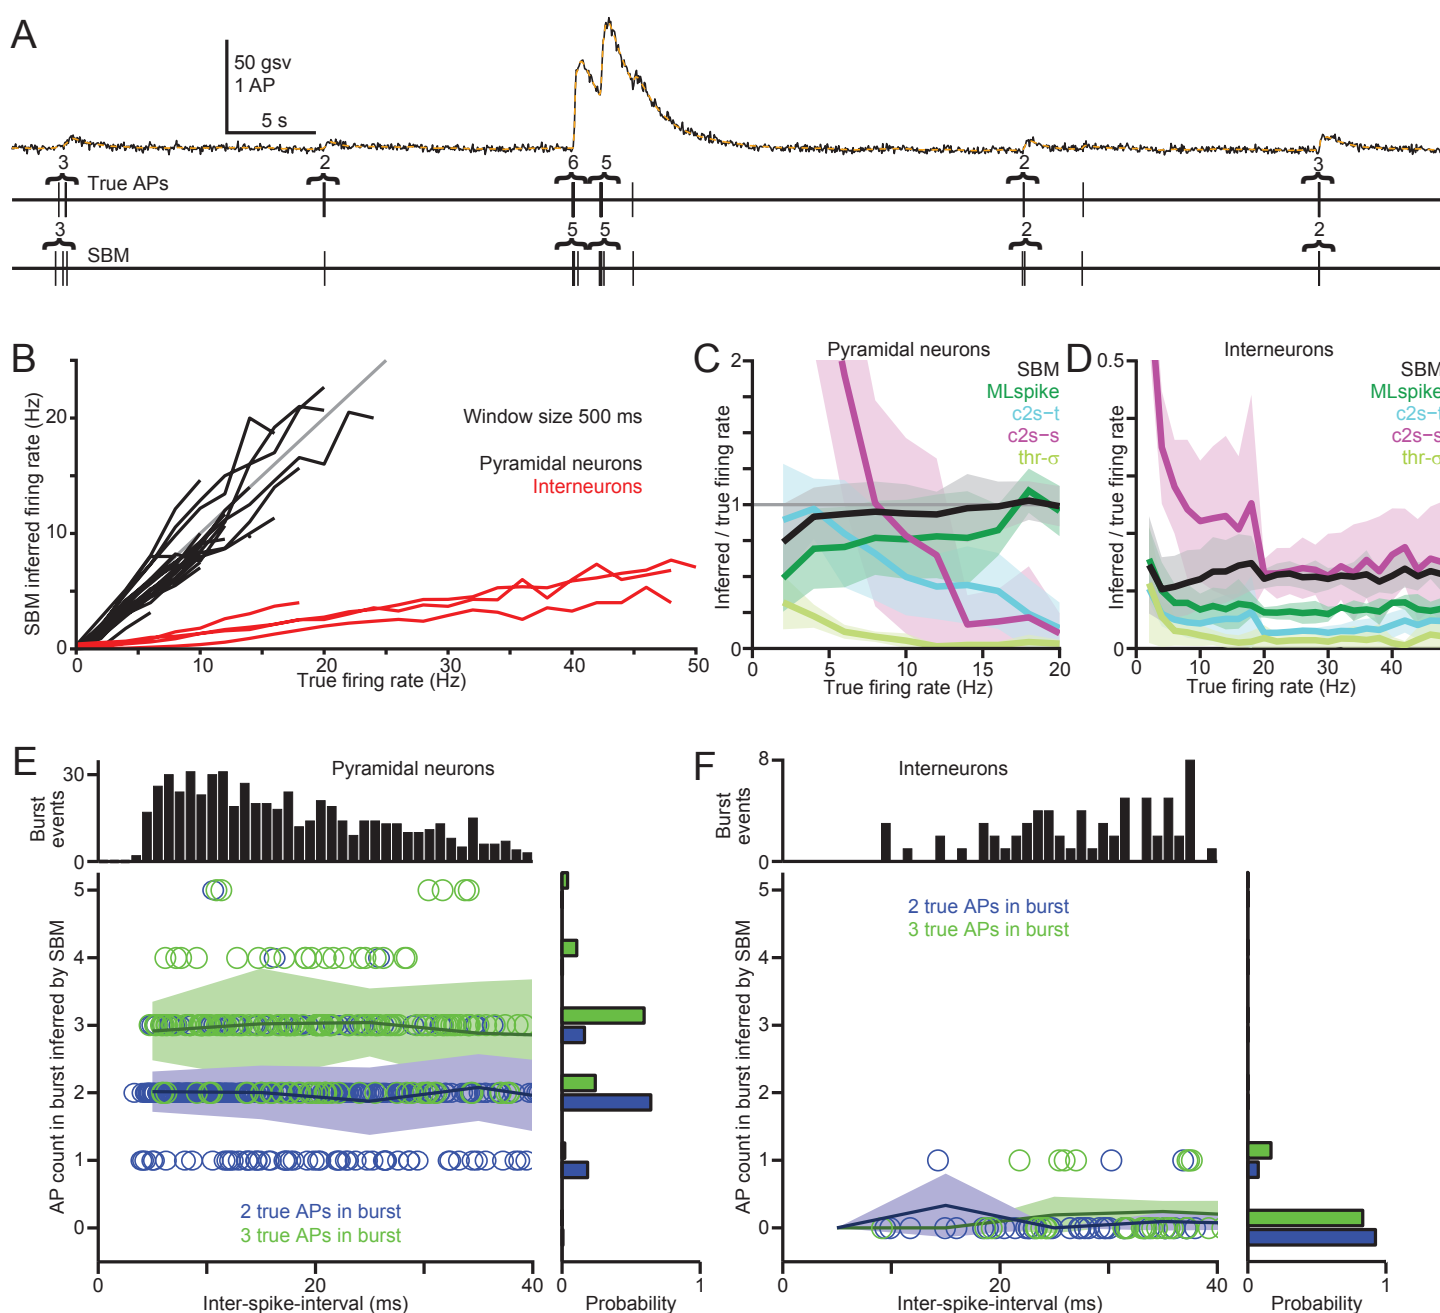 A
50 gsv
1 AP
5 s
3 2 6 5 2 3
True APs
3 5 5 2 2
SBM
B
SBM inferred firing rate (Hz)
20
10
0
0 10 20 30 40 50
True firing rate (Hz)
Window size 500 ms
Pyramidal neurons
Interneurons
C
Pyramidal neurons
SBM
MLspike
c2s-t
c2s-s
thr-σ
Inferred / true firing rate
2
1
0
0 5 10 15 20
True firing rate (Hz)
D
Interneurons
SBM
MLspike
c2s-t
c2s-s
thr-σ
Inferred / true firing rate
0.5
0
0 10 20 30 40
True firing rate (Hz)
E
Pyramidal neurons
Burst
events
30
0
AP count in burst inferred by SBM
5
4
3
2
1
0
2 true APs in burst
3 true APs in burst
0 20 40
Inter-spike-interval (ms)
0 1
Probability
F
Interneurons
Burst
events
8
0
AP count in burst inferred by SBM
5
4
3
2
1
0
2 true APs in burst
3 true APs in burst
0 20 40
Inter-spike-interval (ms)
0 1
Probability